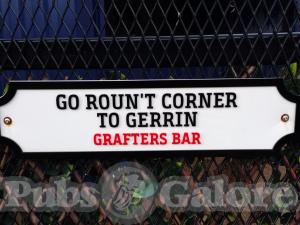 GO ROUN'T CORNER
TO GERRIN
GRAFTERS BAR
Pubs Galore